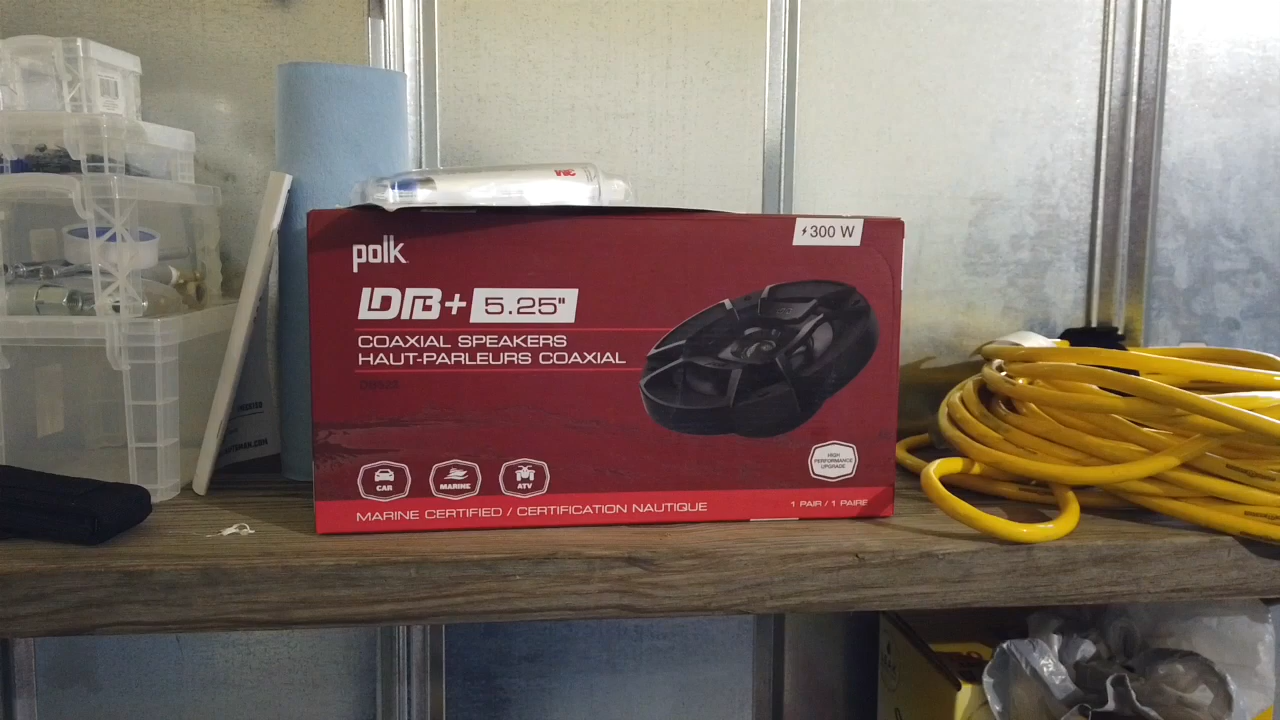 3M
300 W
polk
DB+ 5.25"
COAXIAL SPEAKERS
HAUT-PARLEURS COAXIAL
HIGH
PERFORMANCE
UPGRADE
CAR
MARINE
ATV
MARINE CERTIFIED / CERTIFICATION NAUTIQUE
1 PAIR / 1 PAIRE